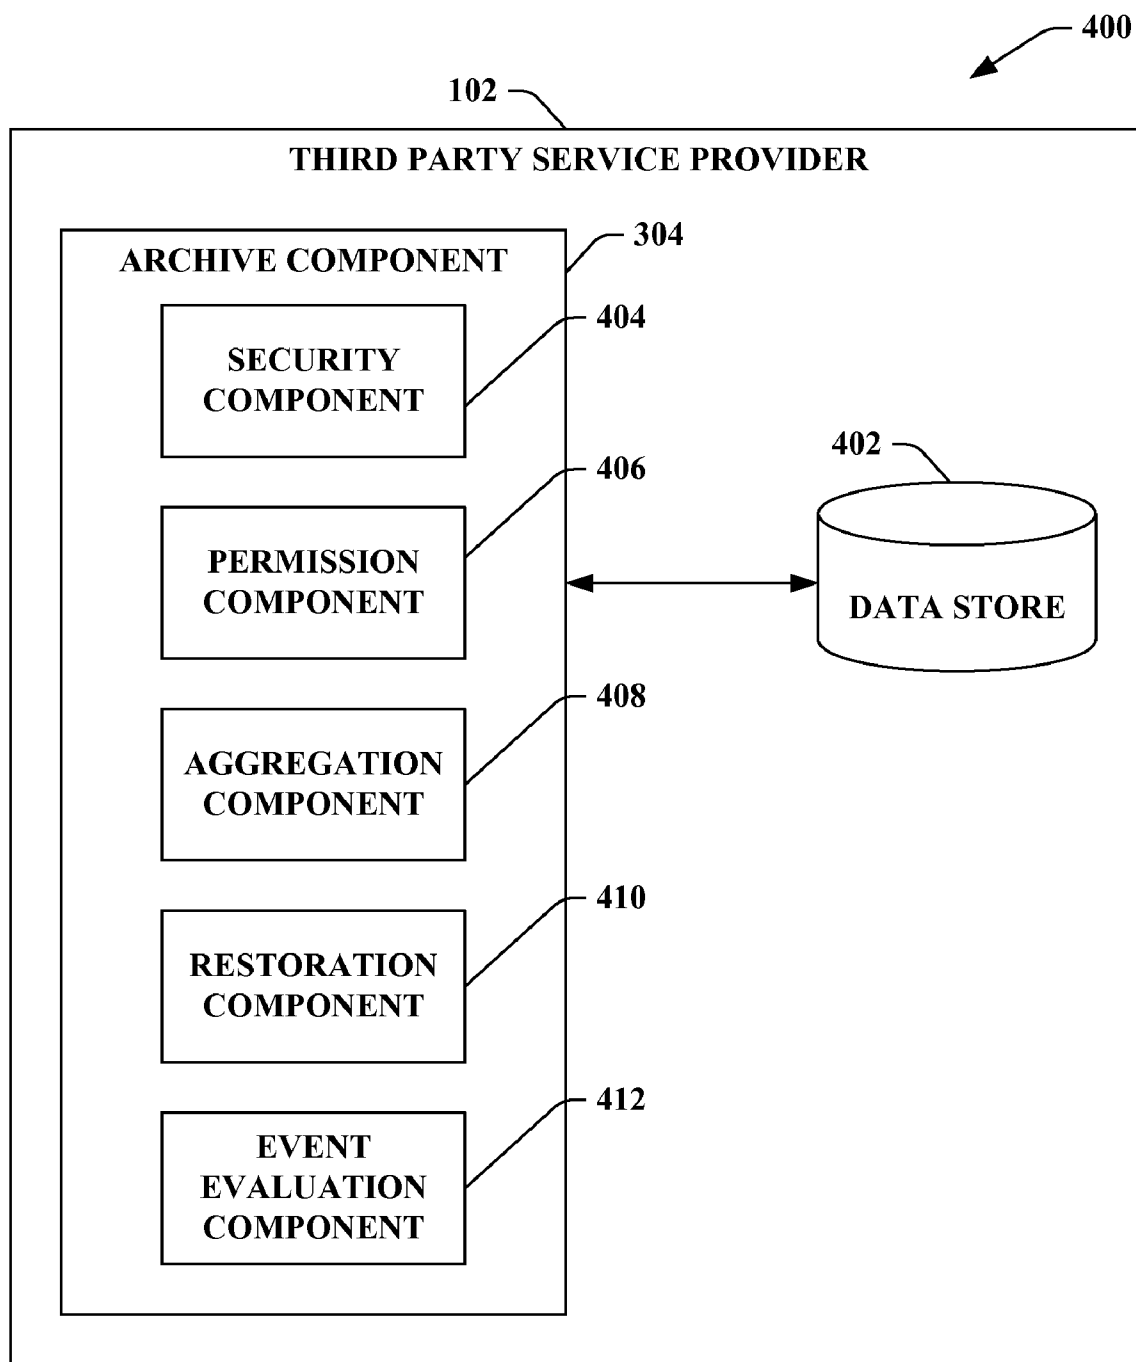 400
102
THIRD PARTY SERVICE PROVIDER
304
ARCHIVE COMPONENT
404
SECURITY
COMPONENT
406
PERMISSION
COMPONENT
402
DATA STORE
408
AGGREGATION
COMPONENT
410
RESTORATION
COMPONENT
412
EVENT
EVALUATION
COMPONENT